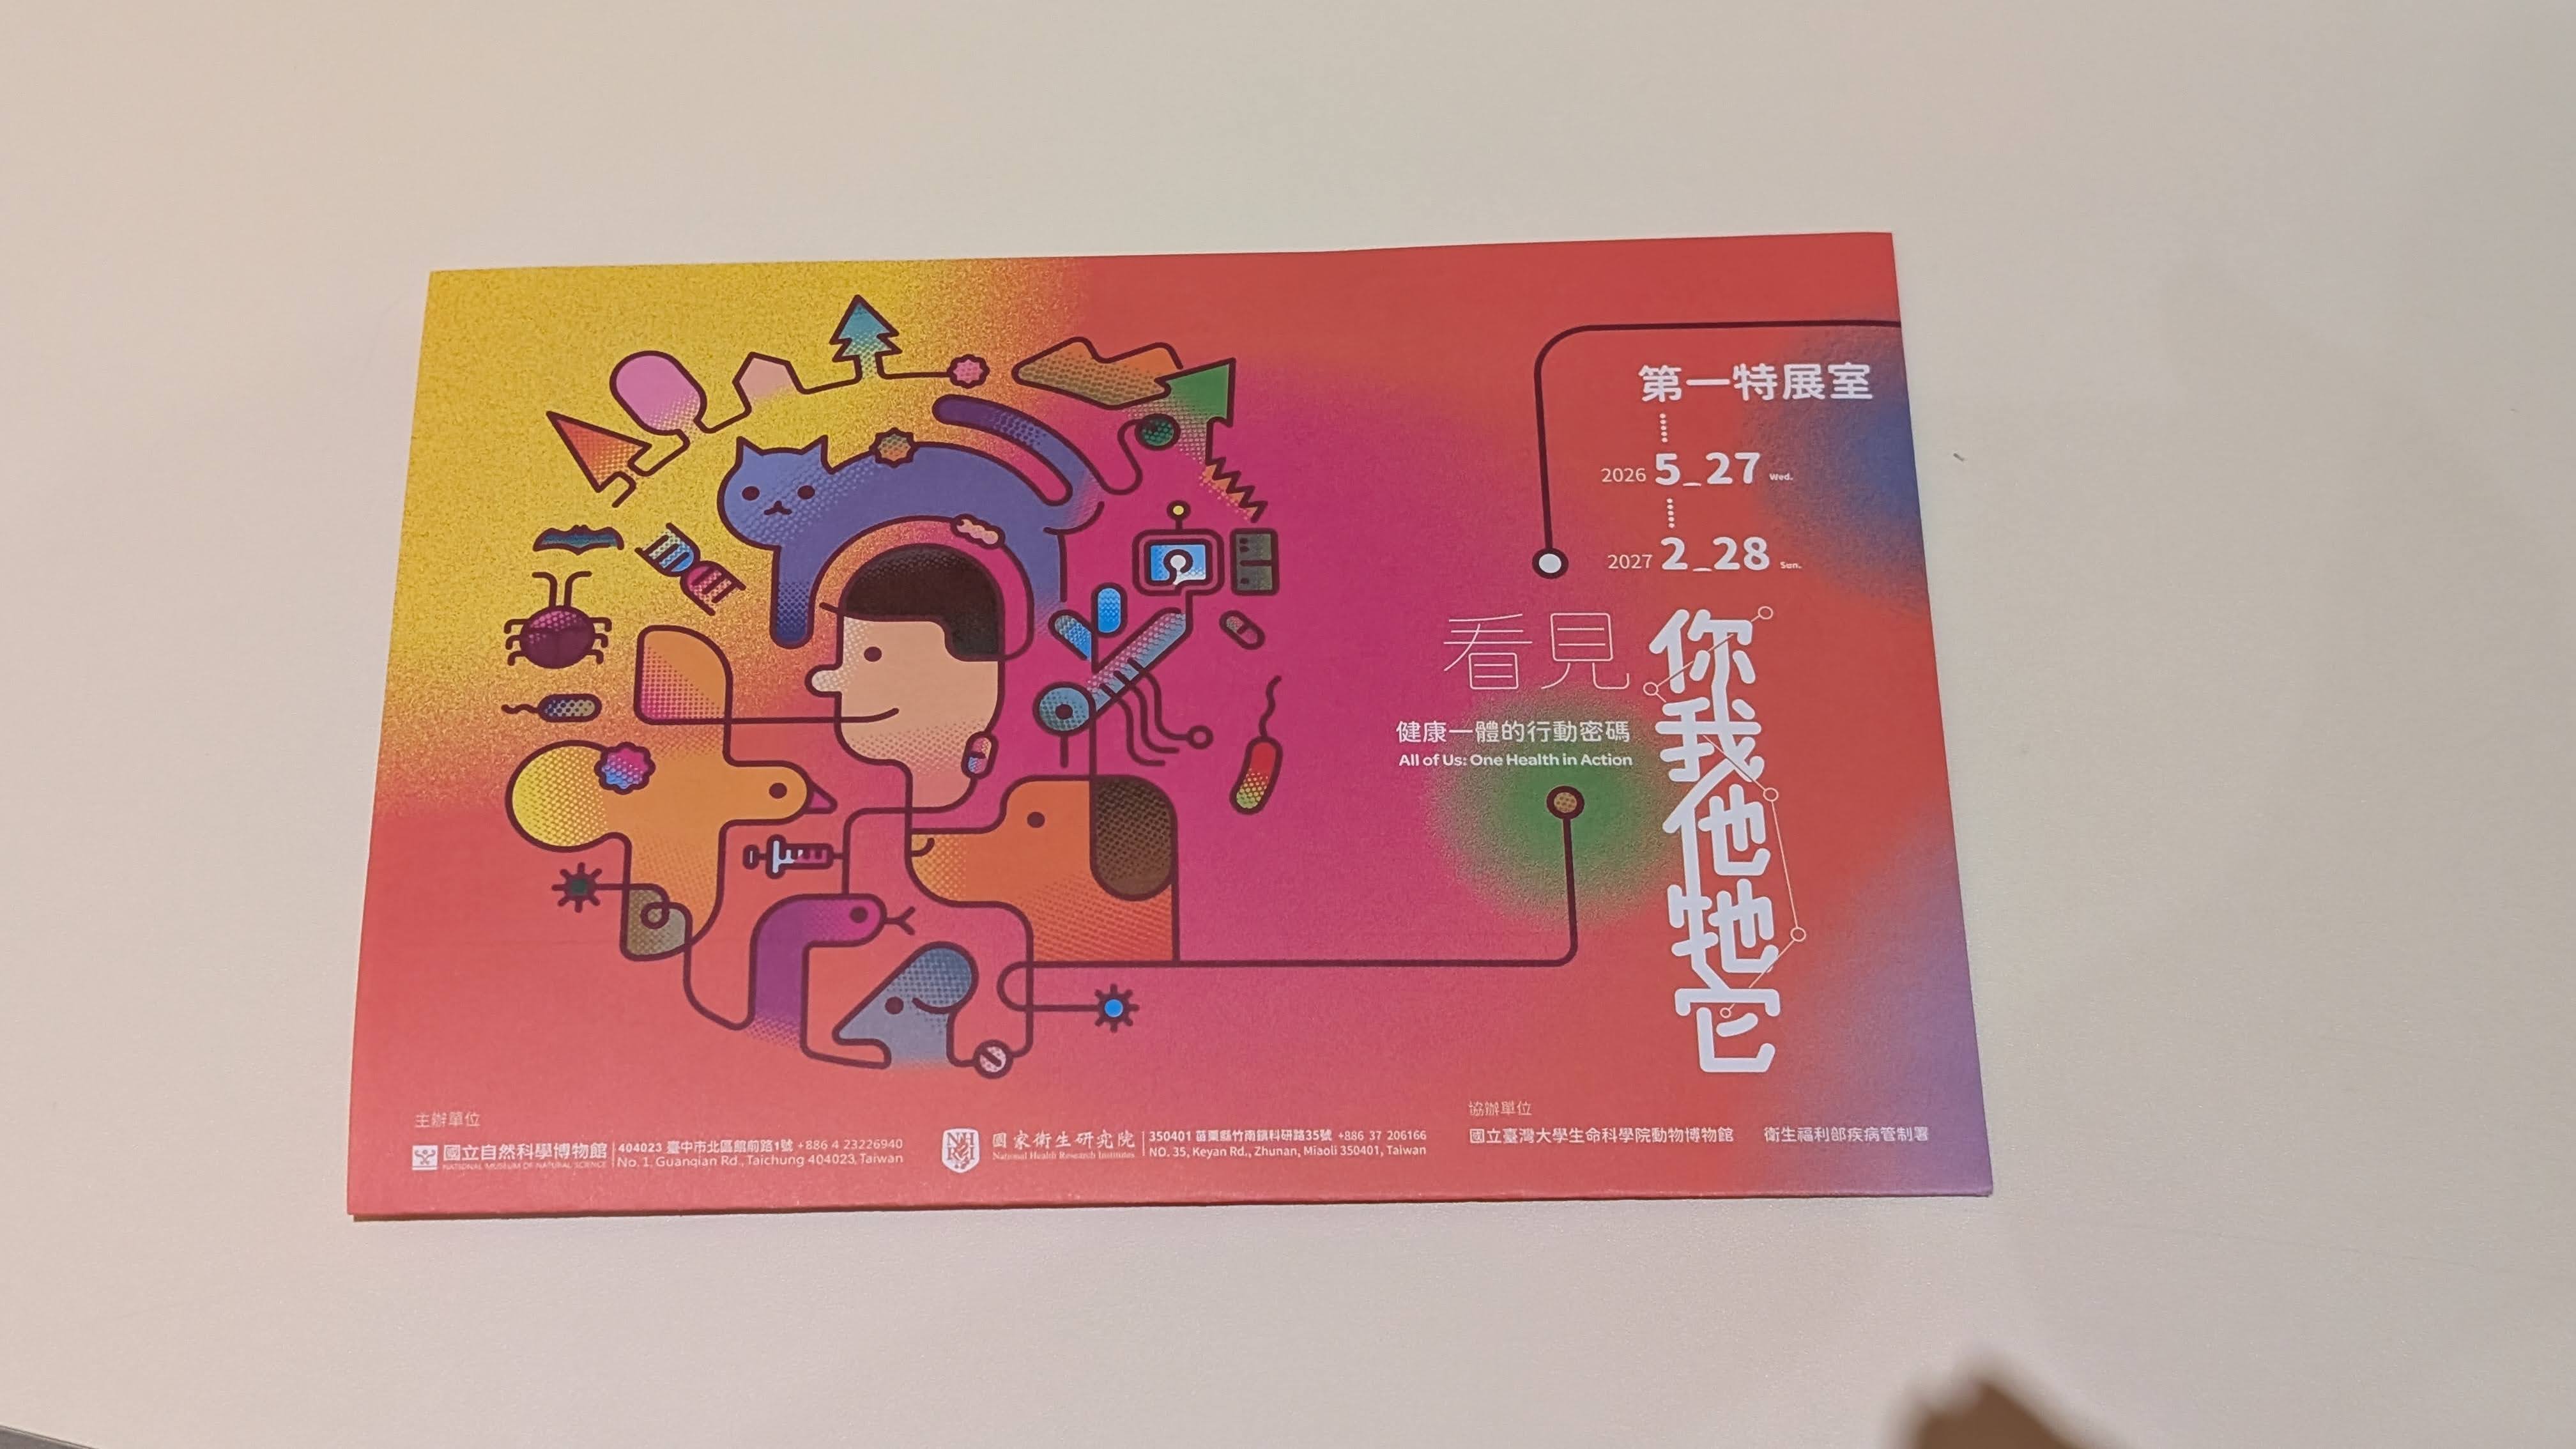 第一特展室
2026 5_27 Wed.
2027 2_28 Sun.
看見
你我他牠它
健康一體的行動密碼
All of Us: One Health in Action
主辦單位
國立自然科學博物館
NATIONAL MUSEUM OF NATURAL SCIENCE
404023 臺中市北區館前路1號 +886 4 23226940
No. 1, Guanqian Rd., Taichung 404023, Taiwan
NHRI
國家衛生研究院
National Health Research Institutes
350401 苗栗縣竹南鎮科研路35號 +886 37 206166
NO. 35, Keyan Rd., Zhunan, Miaoli 350401, Taiwan
協辦單位
國立臺灣大學生命科學院動物博物館 衛生福利部疾病管制署